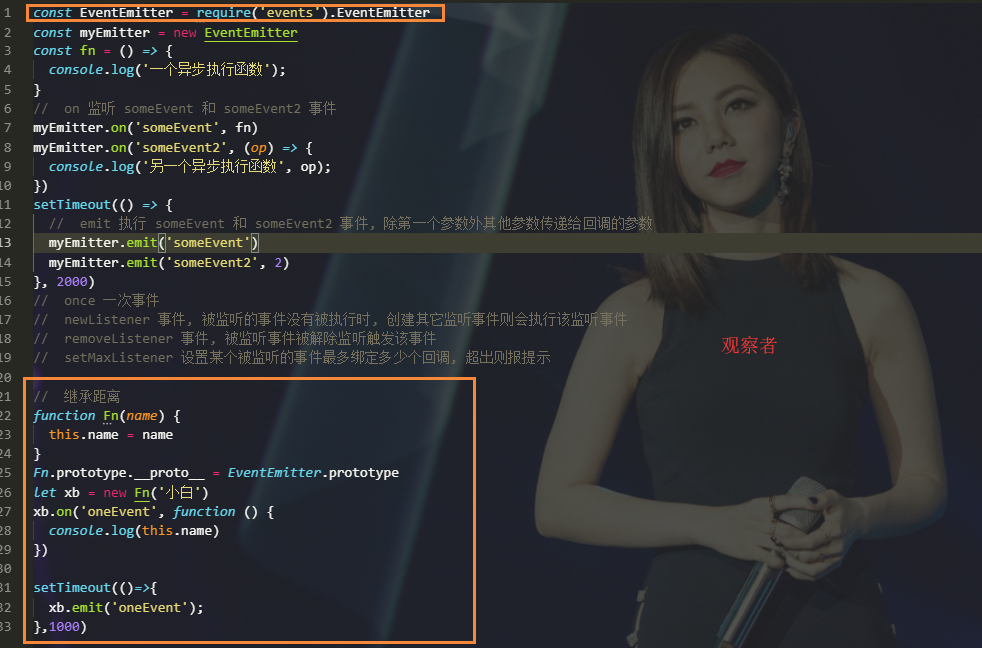 1 const EventEmitter = require('events').EventEmitter
2 const myEmitter = new EventEmitter
3 const fn = () => {
4 console.log('一个异步执行函数');
5 }
6 // on 监听 someEvent 和 someEvent2 事件
7 myEmitter.on('someEvent', fn)
8 myEmitter.on('someEvent2', (op) => {
9 console.log('另一个异步执行函数', op);
10 })
11 setTimeout(() => {
12 // emit 执行 someEvent 和 someEvent2 事件, 除第一个参数外其他参数传递给回调的参数
13 myEmitter.emit('someEvent')
14 myEmitter.emit('someEvent2', 2)
15 }, 2000)
16 // once 一次事件
17 // newListener 事件, 被监听的事件没有被执行时, 创建其它监听事件则会执行该监听事件
18 // removeListener 事件, 被监听事件被解除监听触发该事件
19 // setMaxListener 设置某个被监听的事件最多绑定多少个回调, 超出则报提示
20
21 // 继承距离
22 function Fn(name) {
23 this.name = name
24 }
25 Fn.prototype.__proto__ = EventEmitter.prototype
26 let xb = new Fn('小白')
27 xb.on('oneEvent', function () {
28 console.log(this.name)
29 })
30
31 setTimeout(()=>{
32 xb.emit('oneEvent');
33 },1000)
观察者